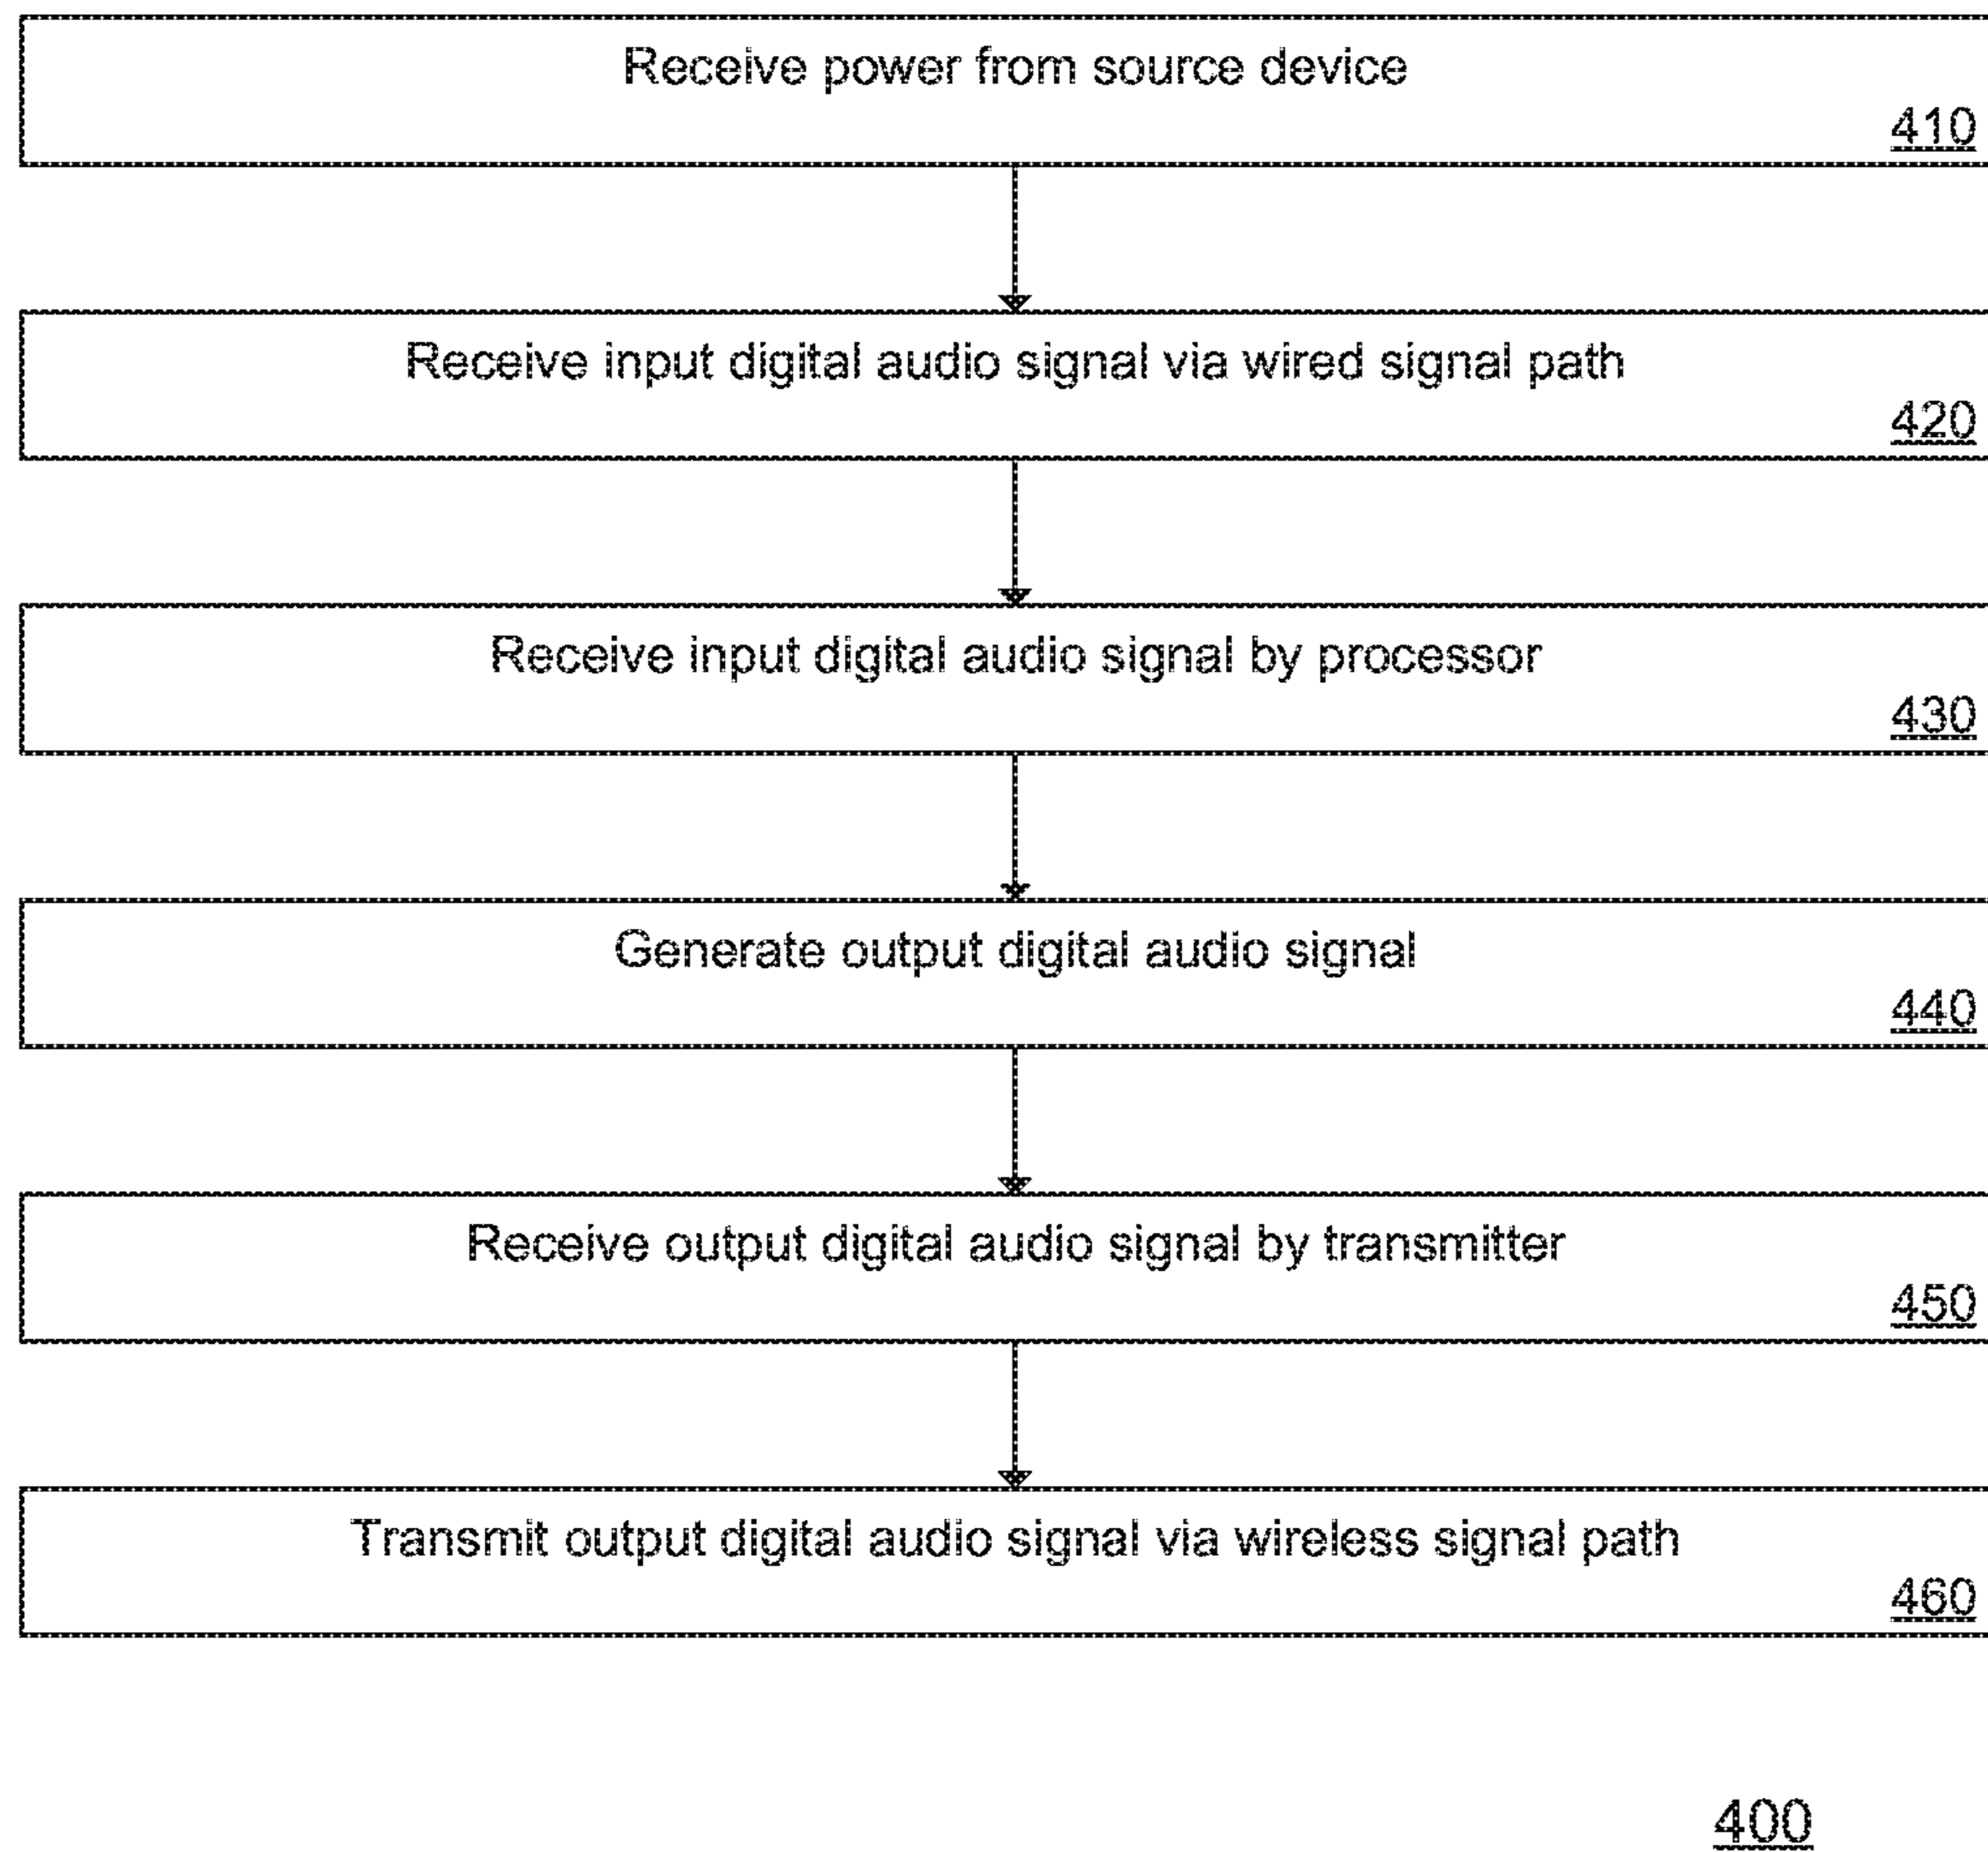 Receive power from source device
410
Receive input digital audio signal via wired signal path
420
Receive input digital audio signal by processor
430
Generate output digital audio signal
440
Receive output digital audio signal by transmitter
450
Transmit output digital audio signal via wireless signal path
460
400